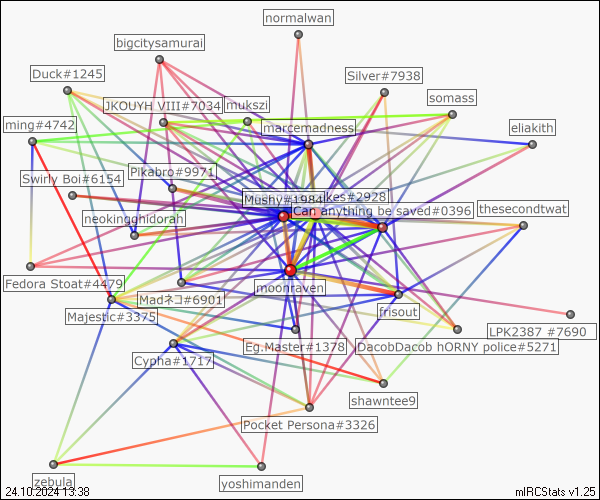 normalwan
bigcitysamurai
Duck#1245
Silver#7938
JKOUYH VIII#7034
mukszi
somass
ming#4742
marcemadness
eliakith
Pikabro#9971
Swirly Boi#6154
Mushy#1984
kes#2928
Can anything be saved#0396
neokingghidorah
thesecondtwat
Fedora Stoat#4479
moonraven
Madネコ#6901
frisout
Majestic#3375
LPK2387 #7690
Eg.Master#1378
DacobDacob hORNY police#5271
Cypha#1717
shawntee9
Pocket Persona#3326
zebula
yoshimanden
24.10.2024 13:38
mIRCStats v1.25